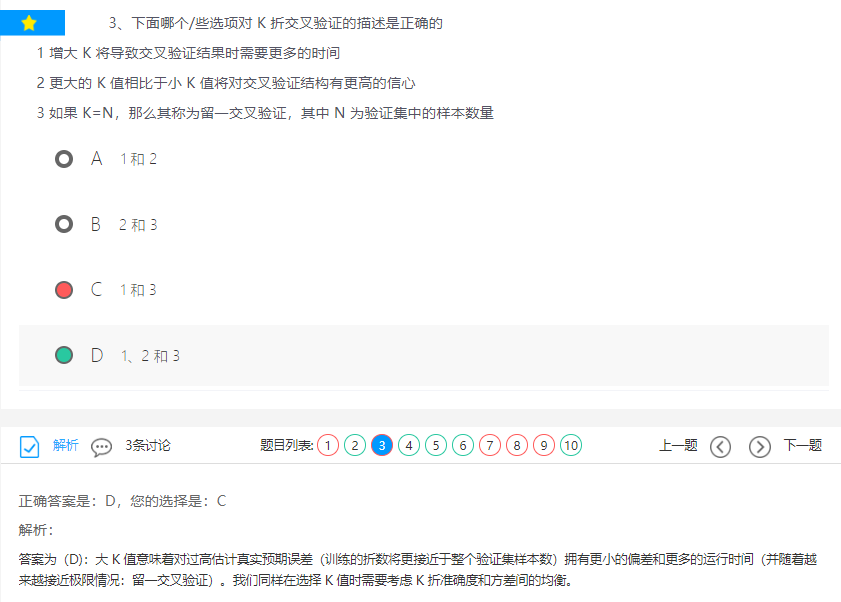 3、下面哪个/些选项对 K 折交叉验证的描述是正确的
1 增大 K 将导致交叉验证结果时需要更多的时间
2 更大的 K 值相比于小 K 值将对交叉验证结构有更高的信心
3 如果 K=N，那么其称为留一交叉验证，其中 N 为验证集中的样本数量
A 1 和 2
B 2 和 3
C 1 和 3
D 1、2 和 3
解析 3条讨论 题目列表: 1 2 3 4 5 6 7 8 9 10 上一题 下一题
正确答案是：D，您的选择是：C
解析：
答案为（D)：大 K 值意味着对过高估计真实预期误差（训练的折数将更接近于整个验证集样本数）拥有更小的偏差和更多的运行时间（并随着越
来越接近极限情况：留一交叉验证）。我们同样在选择 K 值时需要考虑 K 折准确度和方差间的均衡。